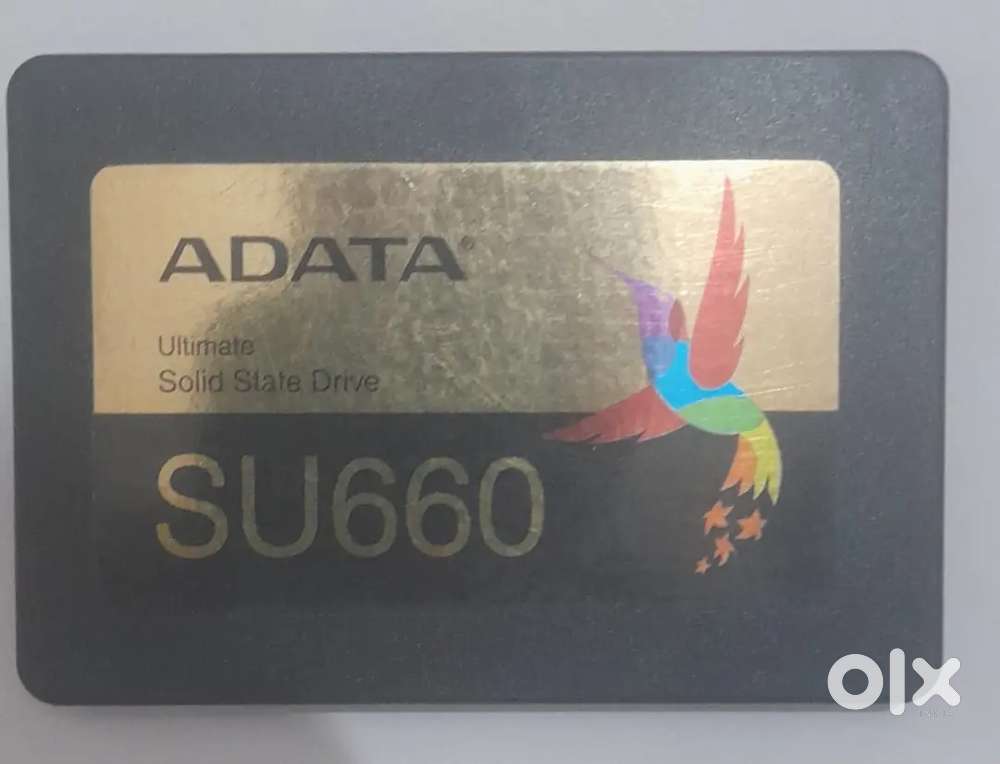 ADATA®
Ultimate
Solid State Drive
SU660
olx